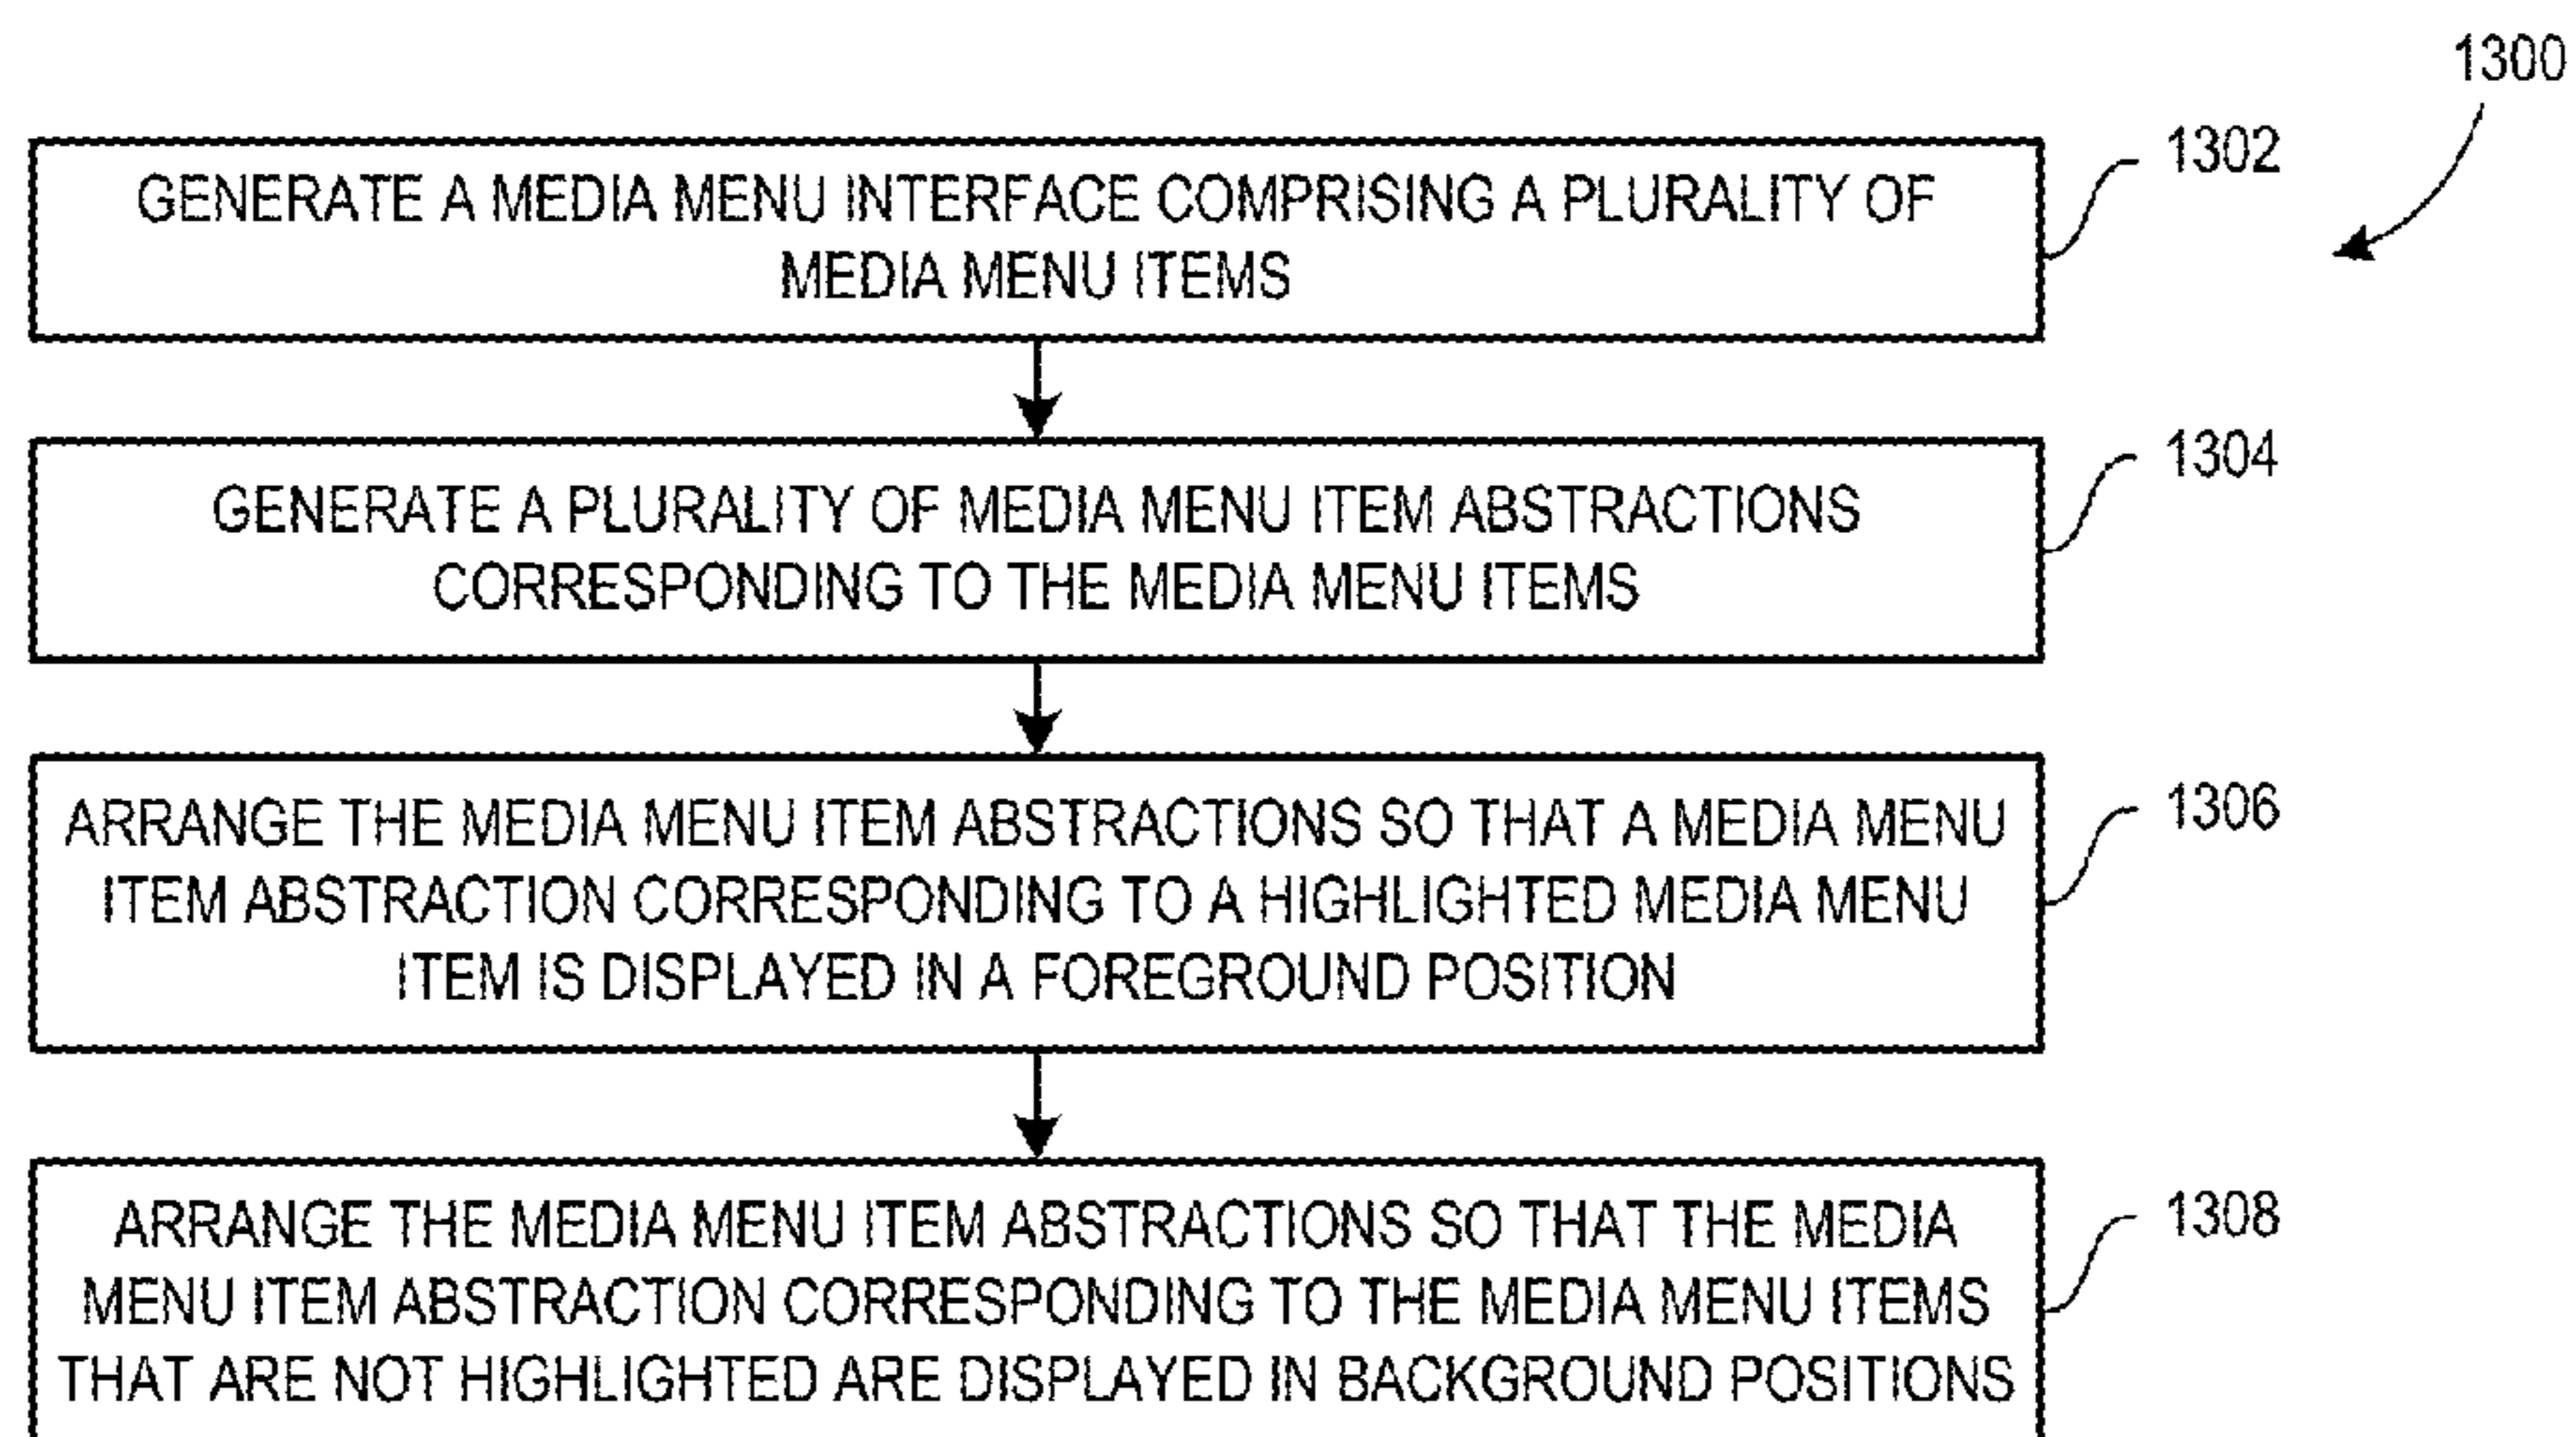 1300
1302
GENERATE A MEDIA MENU INTERFACE COMPRISING A PLURALITY OF
MEDIA MENU ITEMS
1304
GENERATE A PLURALITY OF MEDIA MENU ITEM ABSTRACTIONS
CORRESPONDING TO THE MEDIA MENU ITEMS
1306
ARRANGE THE MEDIA MENU ITEM ABSTRACTIONS SO THAT A MEDIA MENU
ITEM ABSTRACTION CORRESPONDING TO A HIGHLIGHTED MEDIA MENU
ITEM IS DISPLAYED IN A FOREGROUND POSITION
1308
ARRANGE THE MEDIA MENU ITEM ABSTRACTIONS SO THAT THE MEDIA
MENU ITEM ABSTRACTION CORRESPONDING TO THE MEDIA MENU ITEMS
THAT ARE NOT HIGHLIGHTED ARE DISPLAYED IN BACKGROUND POSITIONS